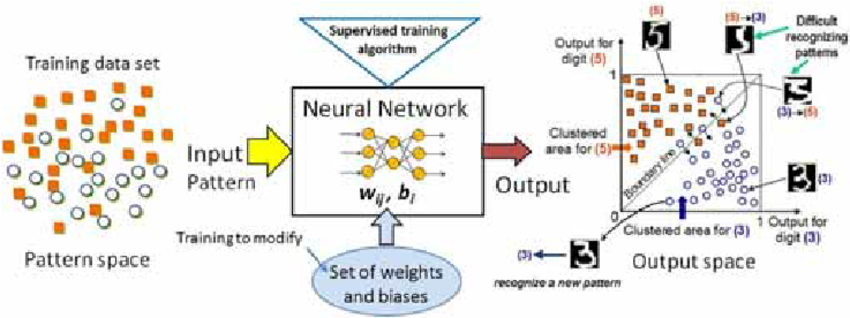 Training data set
Pattern space
Input
Pattern
Supervised training
algorithm
Neural Network
wij, bi
Training to modify
Set of weights
and biases
Output
Output for
digit (5)
1
(5)
(5)→(3)
Difficult
recognizing
patterns
(3)→(5)
Clustered
area for (5)
Boundary line
(3)
0
1
Clustered area for (3)
Output for
digit (3)
(3)
recognize a new pattern
Output space